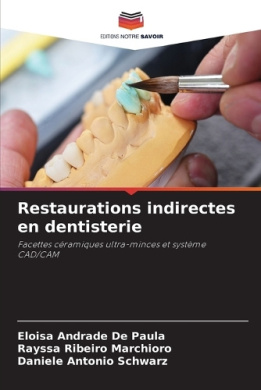 EDITIONS NOTRE SAVOIR
Restaurations indirectes
en dentisterie
Facettes céramiques ultra-minces et système
CAD/CAM
Eloisa Andrade De Paula
Rayssa Ribeiro Marchioro
Daniele Antonio Schwarz